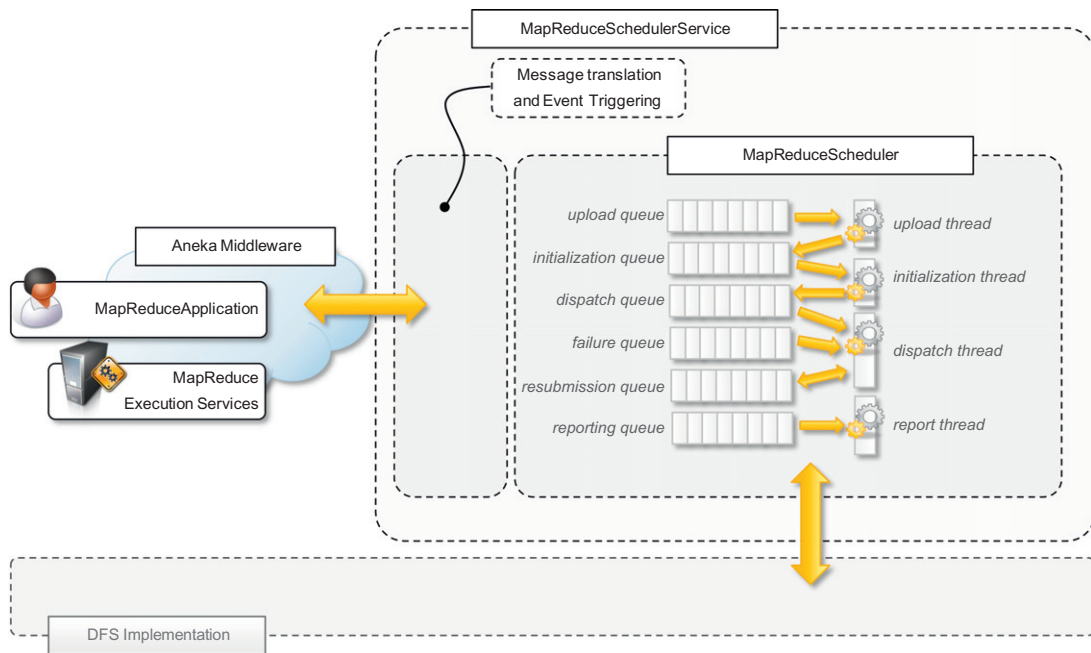 MapReduceSchedulerService
Message translation
and Event Triggering
MapReduceScheduler
upload queue
upload thread
initialization queue
initialization thread
dispatch queue
failure queue
dispatch thread
resubmission queue
reporting queue
report thread
Aneka Middleware
MapReduceApplication
MapReduce
Execution Services
DFS Implementation